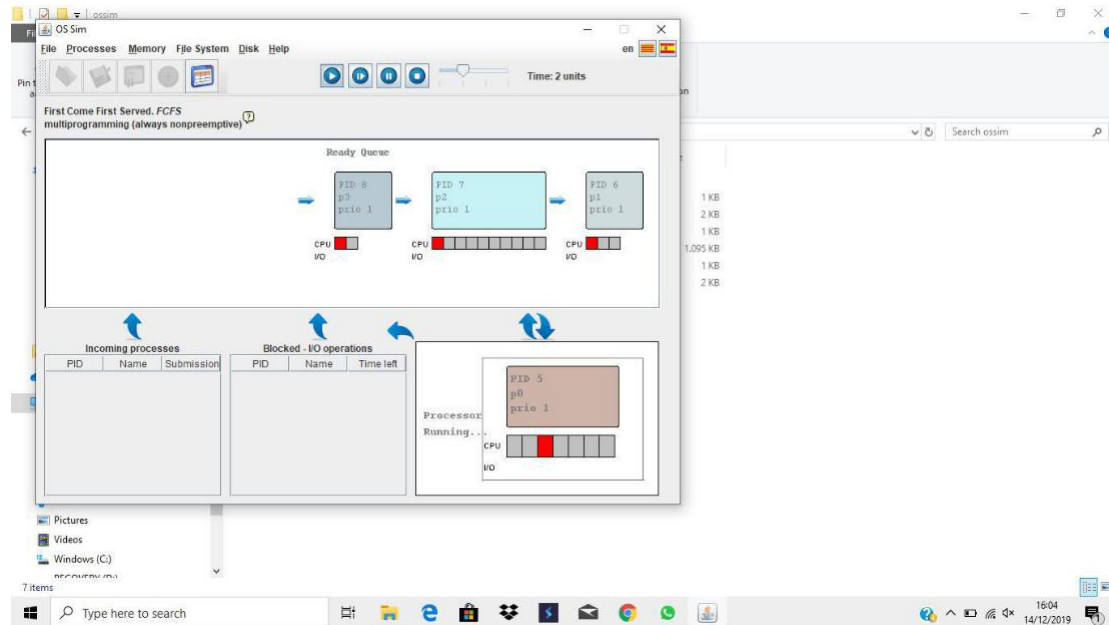 ossim
OS Sim
File Processes Memory File System Disk Help
en
Time: 2 units
Pin t
a
on
First Come First Served. FCFS
multiprogramming (always nonpreemptive)
?
Search ossim
Ready Queue
PID 8
p3
prio 1
CPU
I/O
PID 7
p2
prio 1
CPU
I/O
PID 6
p1
prio 1
CPU
I/O
1 KB
2 KB
1 KB
1.095 KB
1 KB
2 KB
Incoming processes
PID Name Submission
Blocked - I/O operations
PID Name Time left
Processor
Running...
PID 5
p0
prio 1
CPU
I/O
Pictures
Videos
Windows (C:)
RECOVERY (D:)
7 items
Type here to search
16:04
14/12/2019
1